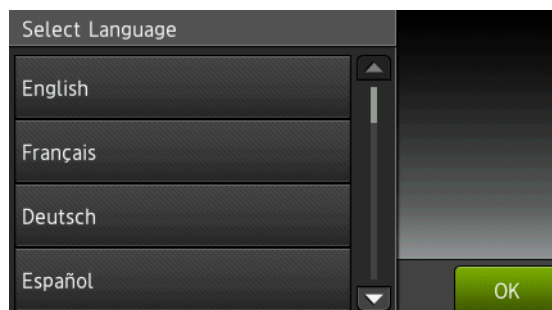 Select Language
English
Français
Deutsch
Español
OK